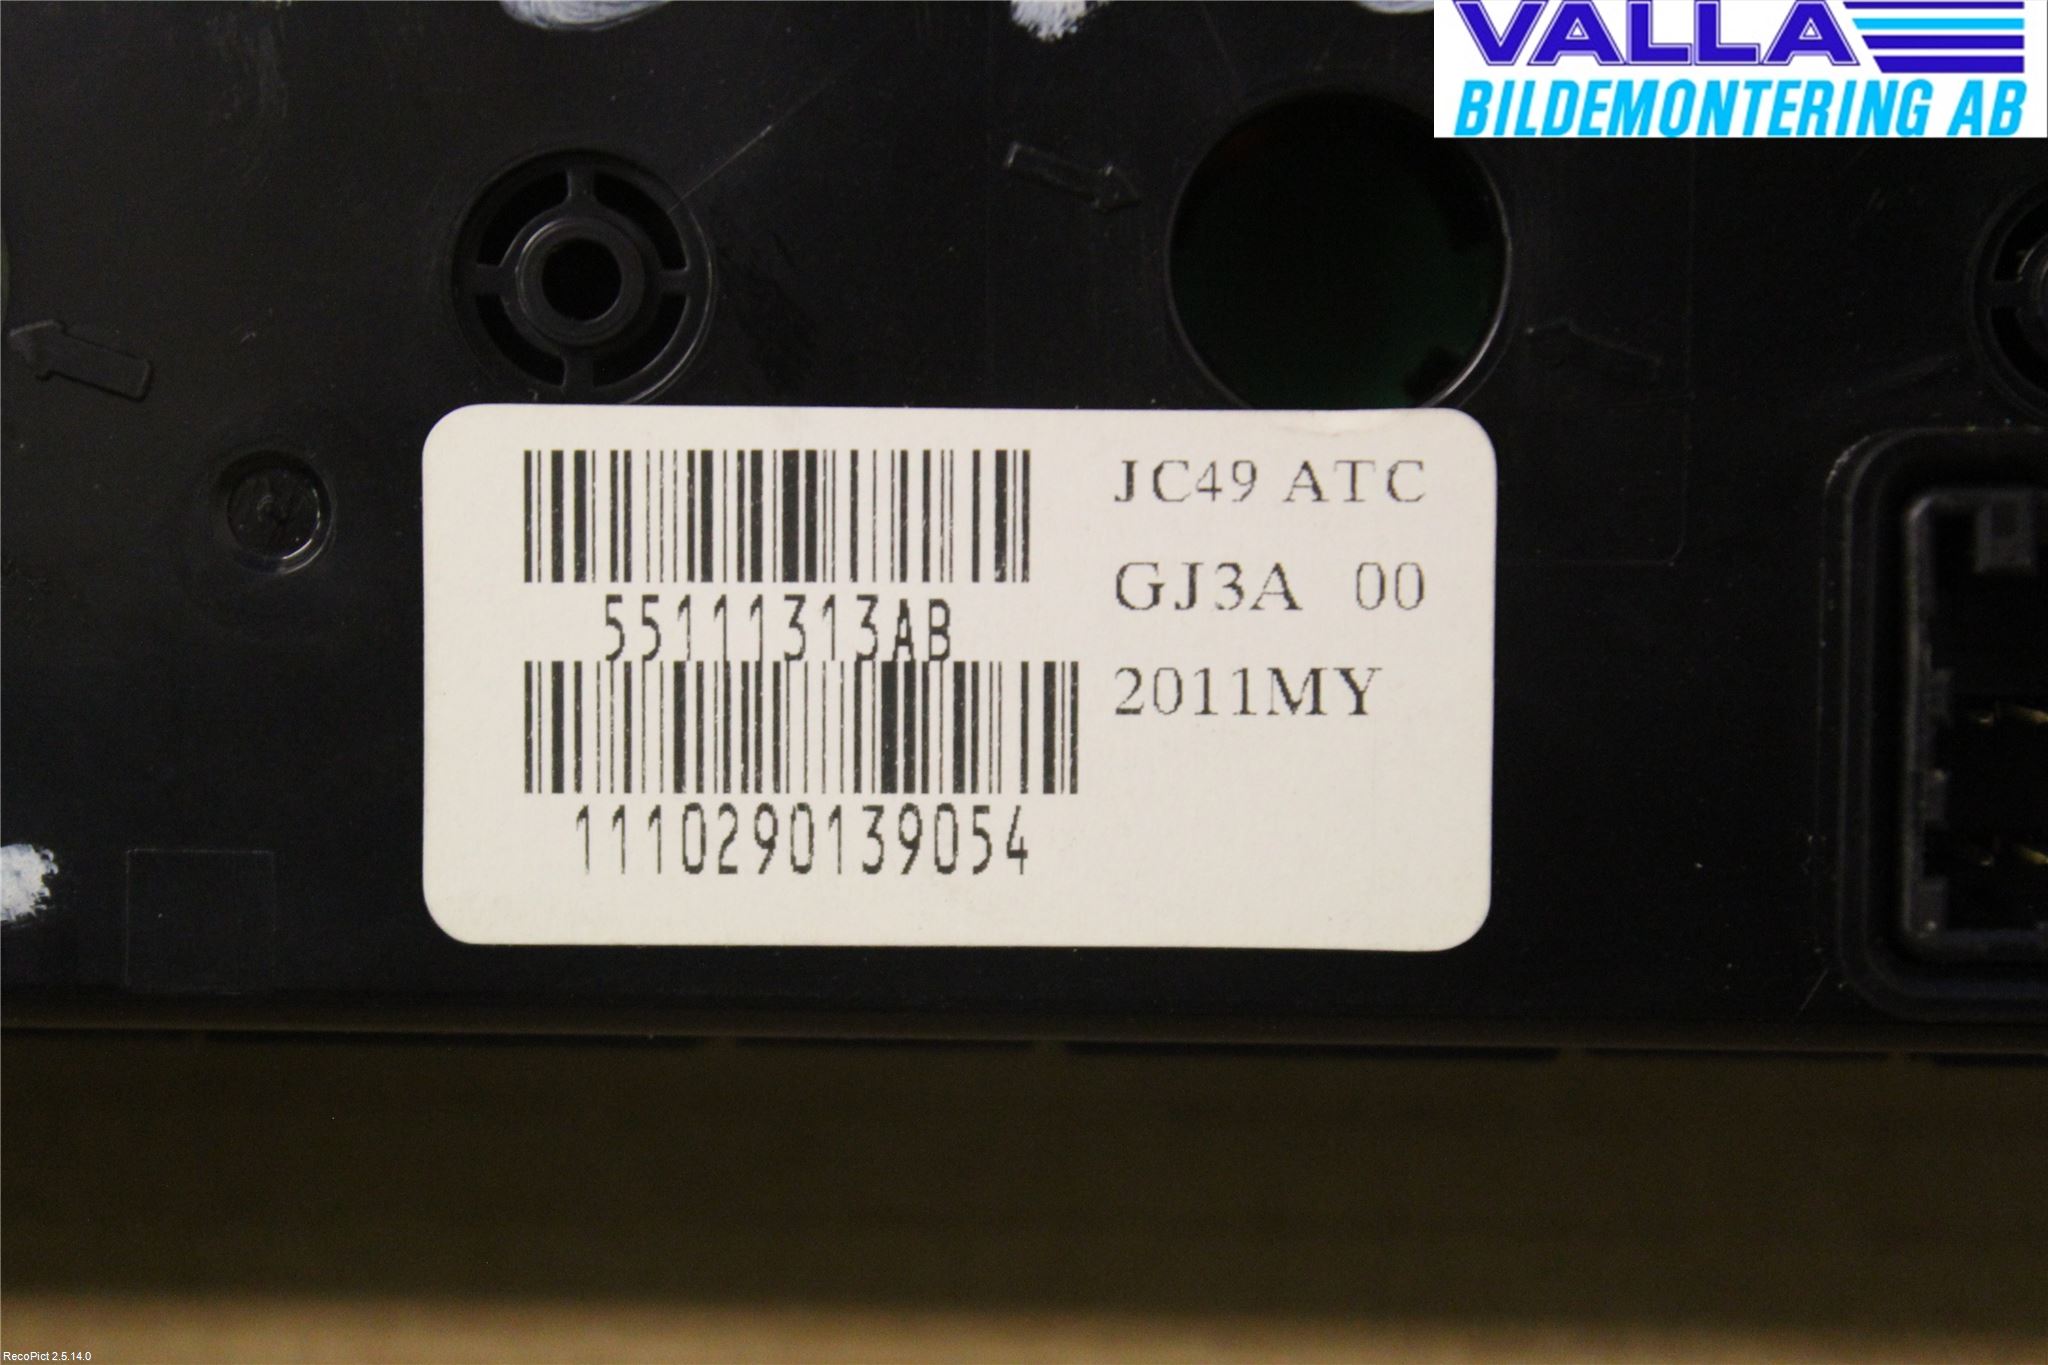 VALLA
BILDEMONTERING AB
JC49 ATC
55111313AB
GJ3A 00
2011MY
1110290139054
RecoPict 2.5.14.0